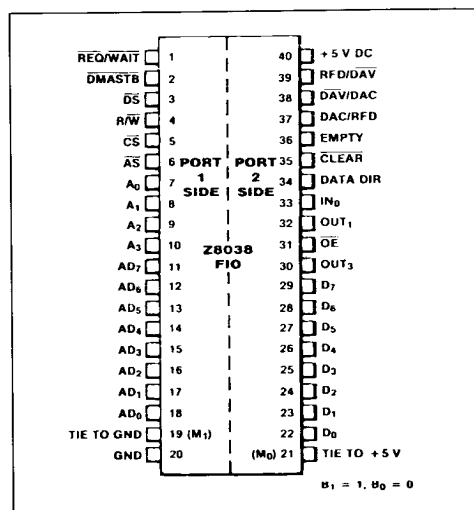 REQ/WAIT 1 40 + 5 V DC
DMASTB 2 39 RFD/DAV
DS 3 38 DAV/DAC
R/W 4 37 DAC/RFD
CS 5 36 EMPTY
AS 6 35 CLEAR
A0 7 34 DATA DIR
A1 8 33 IN0
A2 9 32 OUT1
A3 10 31 OE
AD7 11 30 OUT3
AD6 12 29 D7
AD5 13 28 D6
AD4 14 27 D5
AD3 15 26 D4
AD2 16 25 D3
AD1 17 24 D2
AD0 18 23 D1
TIE TO GND 19 (M1) 22 D0
GND 20 (M0) 21 TIE TO + 5 V
PORT 1 SIDE
PORT 2 SIDE
Z8038
FIO
B1 = 1, B0 = 0